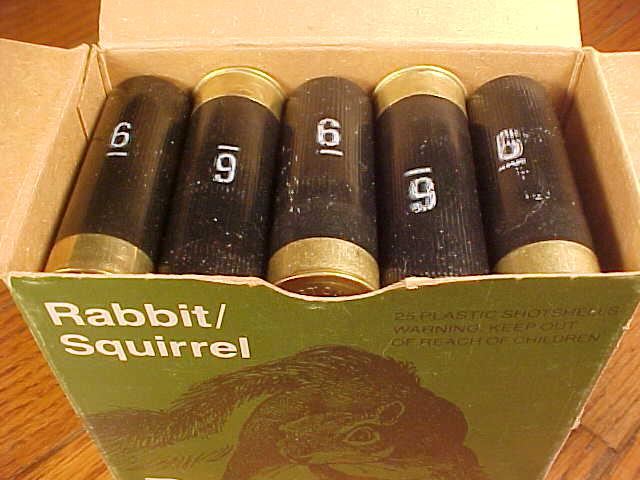 6 6 6 6 6
Rabbit/
Squirrel
25 PLASTIC SHOTSHELLS
WARNING: KEEP OUT
OF REACH OF CHILDREN